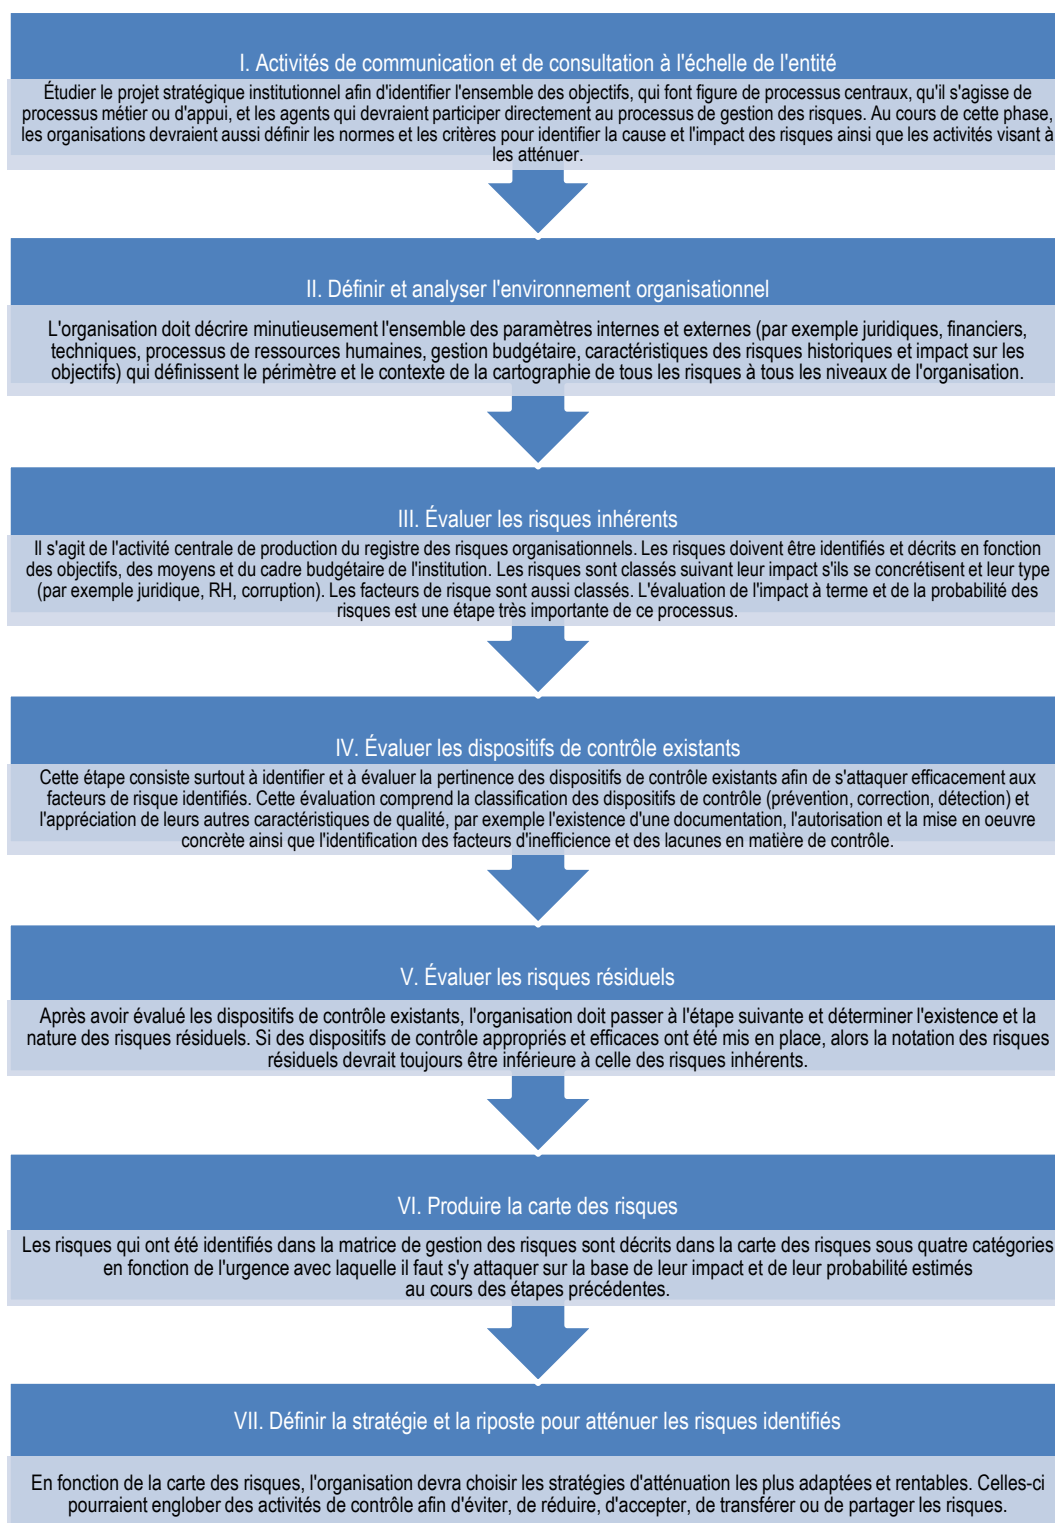 I. Activités de communication et de consultation à l'échelle de l'entité
Étudier le projet stratégique institutionnel afin d'identifier l'ensemble des objectifs, qui font figure de processus centraux, qu'il s'agisse de
processus métier ou d'appui, et les agents qui devraient participer directement au processus de gestion des risques. Au cours de cette phase,
les organisations devraient aussi définir les normes et les critères pour identifier la cause et l'impact des risques ainsi que les activités visant à
les atténuer.
II. Définir et analyser l'environnement organisationnel
L'organisation doit décrire minutieusement l'ensemble des paramètres internes et externes (par exemple juridiques, financiers,
techniques, processus de ressources humaines, gestion budgétaire, caractéristiques des risques historiques et impact sur les
objectifs) qui définissent le périmètre et le contexte de la cartographie de tous les risques à tous les niveaux de l'organisation.
III. Évaluer les risques inhérents
Il s'agit de l'activité centrale de production du registre des risques organisationnels. Les risques doivent être identifiés et décrits en fonction
des objectifs, des moyens et du cadre budgétaire de l'institution. Les risques sont classés suivant leur impact s'ils se concrétisent et leur type
(par exemple juridique, RH, corruption). Les facteurs de risque sont aussi classés. L'évaluation de l'impact à terme et de la probabilité des
risques est une étape très importante de ce processus.
IV. Évaluer les dispositifs de contrôle existants
Cette étape consiste surtout à identifier et à évaluer la pertinence des dispositifs de contrôle existants afin de s'attaquer efficacement aux
facteurs de risque identifiés. Cette évaluation comprend la classification des dispositifs de contrôle (prévention, correction, détection) et
l'appréciation de leurs autres caractéristiques de qualité, par exemple l'existence d'une documentation, l'autorisation et la mise en oeuvre
concrète ainsi que l'identification des facteurs d'inefficience et des lacunes en matière de contrôle.
V. Évaluer les risques résiduels
Après avoir évalué les dispositifs de contrôle existants, l'organisation doit passer à l'étape suivante et déterminer l'existence et la
nature des risques résiduels. Si des dispositifs de contrôle appropriés et efficaces ont été mis en place, alors la notation des risques
résiduels devrait toujours être inférieure à celle des risques inhérents.
VI. Produire la carte des risques
Les risques qui ont été identifiés dans la matrice de gestion des risques sont décrits dans la carte des risques sous quatre catégories
en fonction de l'urgence avec laquelle il faut s'y attaquer sur la base de leur impact et de leur probabilité estimés
au cours des étapes précédentes.
VII. Définir la stratégie et la riposte pour atténuer les risques identifiés
En fonction de la carte des risques, l'organisation devra choisir les stratégies d'atténuation les plus adaptées et rentables. Celles-ci
pourraient englober des activités de contrôle afin d'éviter, de réduire, d'accepter, de transférer ou de partager les risques.